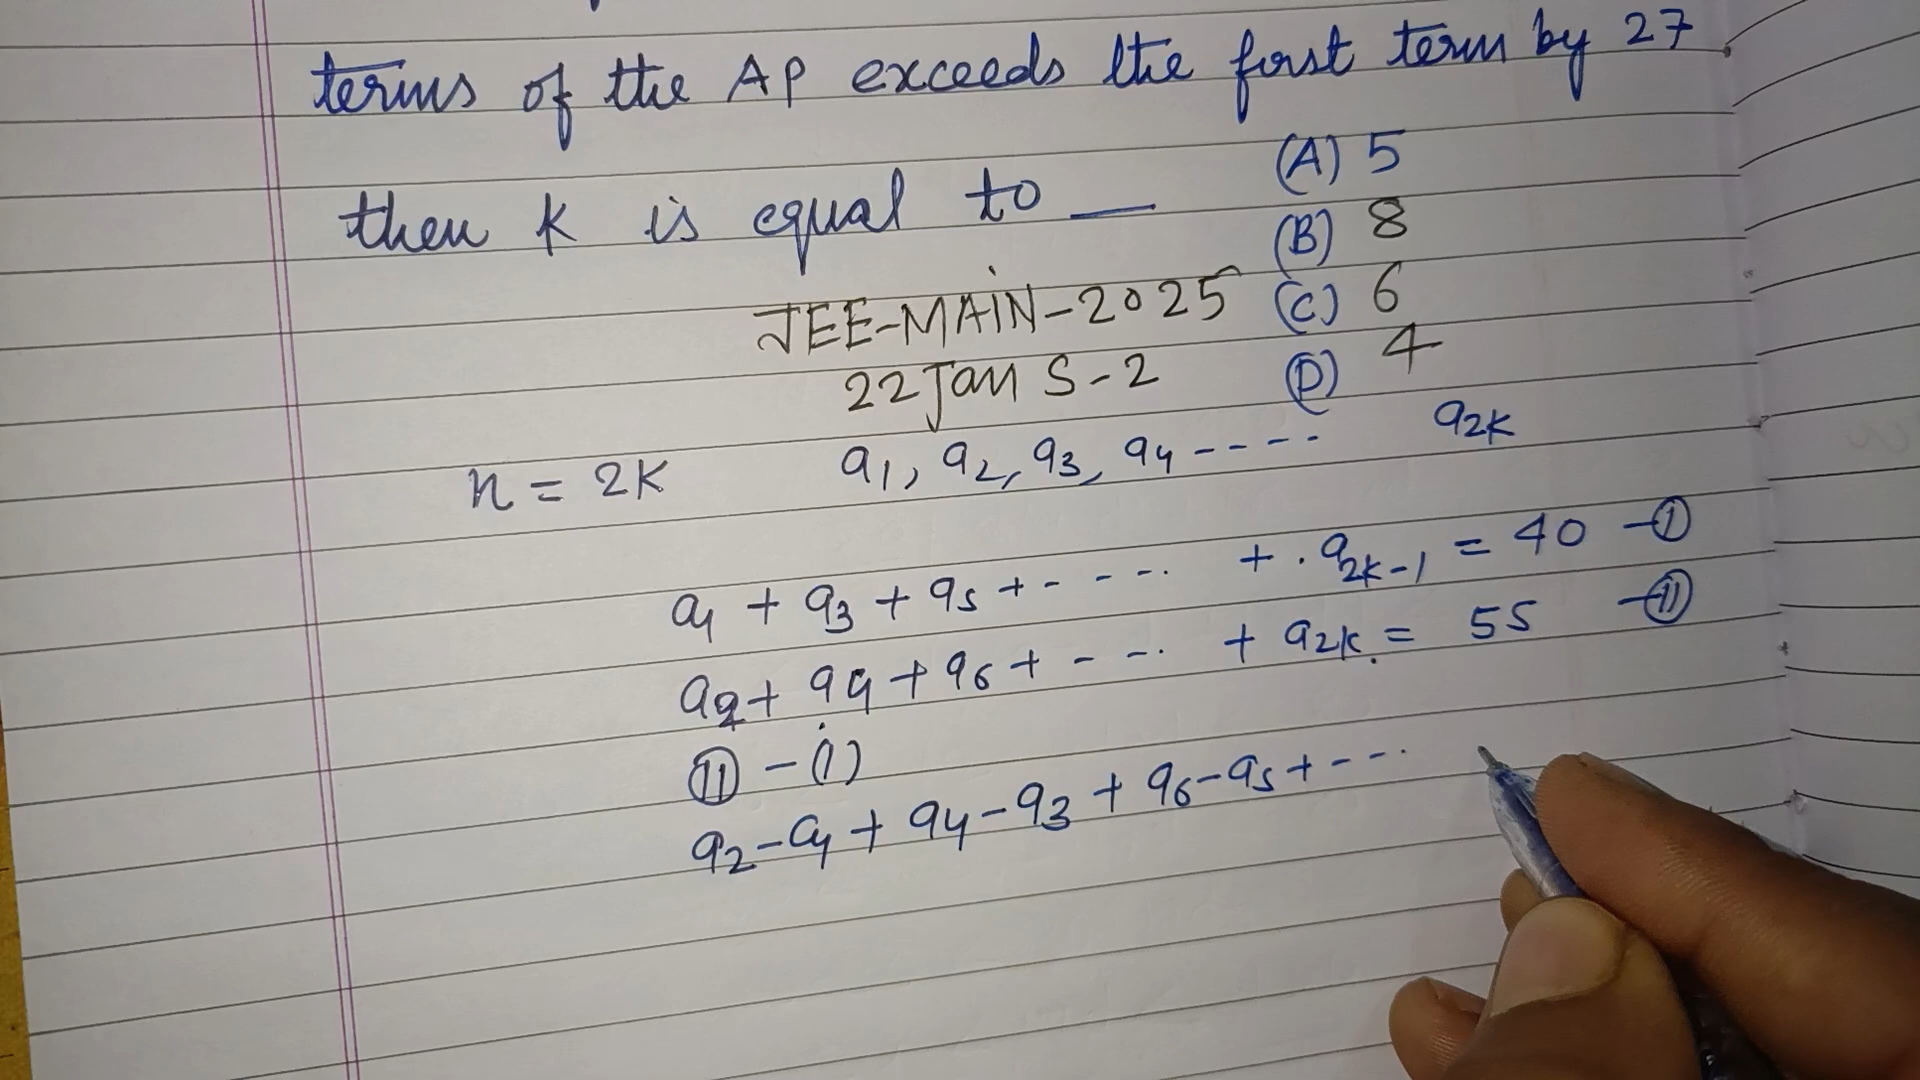 terms of the AP exceeds the first term by 27
then K is equal to __ (A) 5
(B) 8
JEE-MAIN-2025 (C) 6
22 Jan S-2 (D) 4
n = 2K a1, a2, a3, a4 ---- a2K
a1 + a3 + a5 + - - -. + . a2K-1 = 40 - (I)
a2 + a4 + a6 + - - -. + a2K. = 55 - (II)
(II) - (i)
a2 - a1 + a4 - a3 + a6 - a5 + - - .